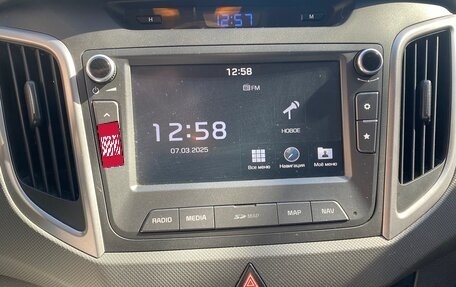 H
12:57
M
12:58
FM
12:58
07.03.2025
НОВОЕ
Все меню
Навигация
Мой меню
RADIO
MEDIA
MAP
MAP
NAV